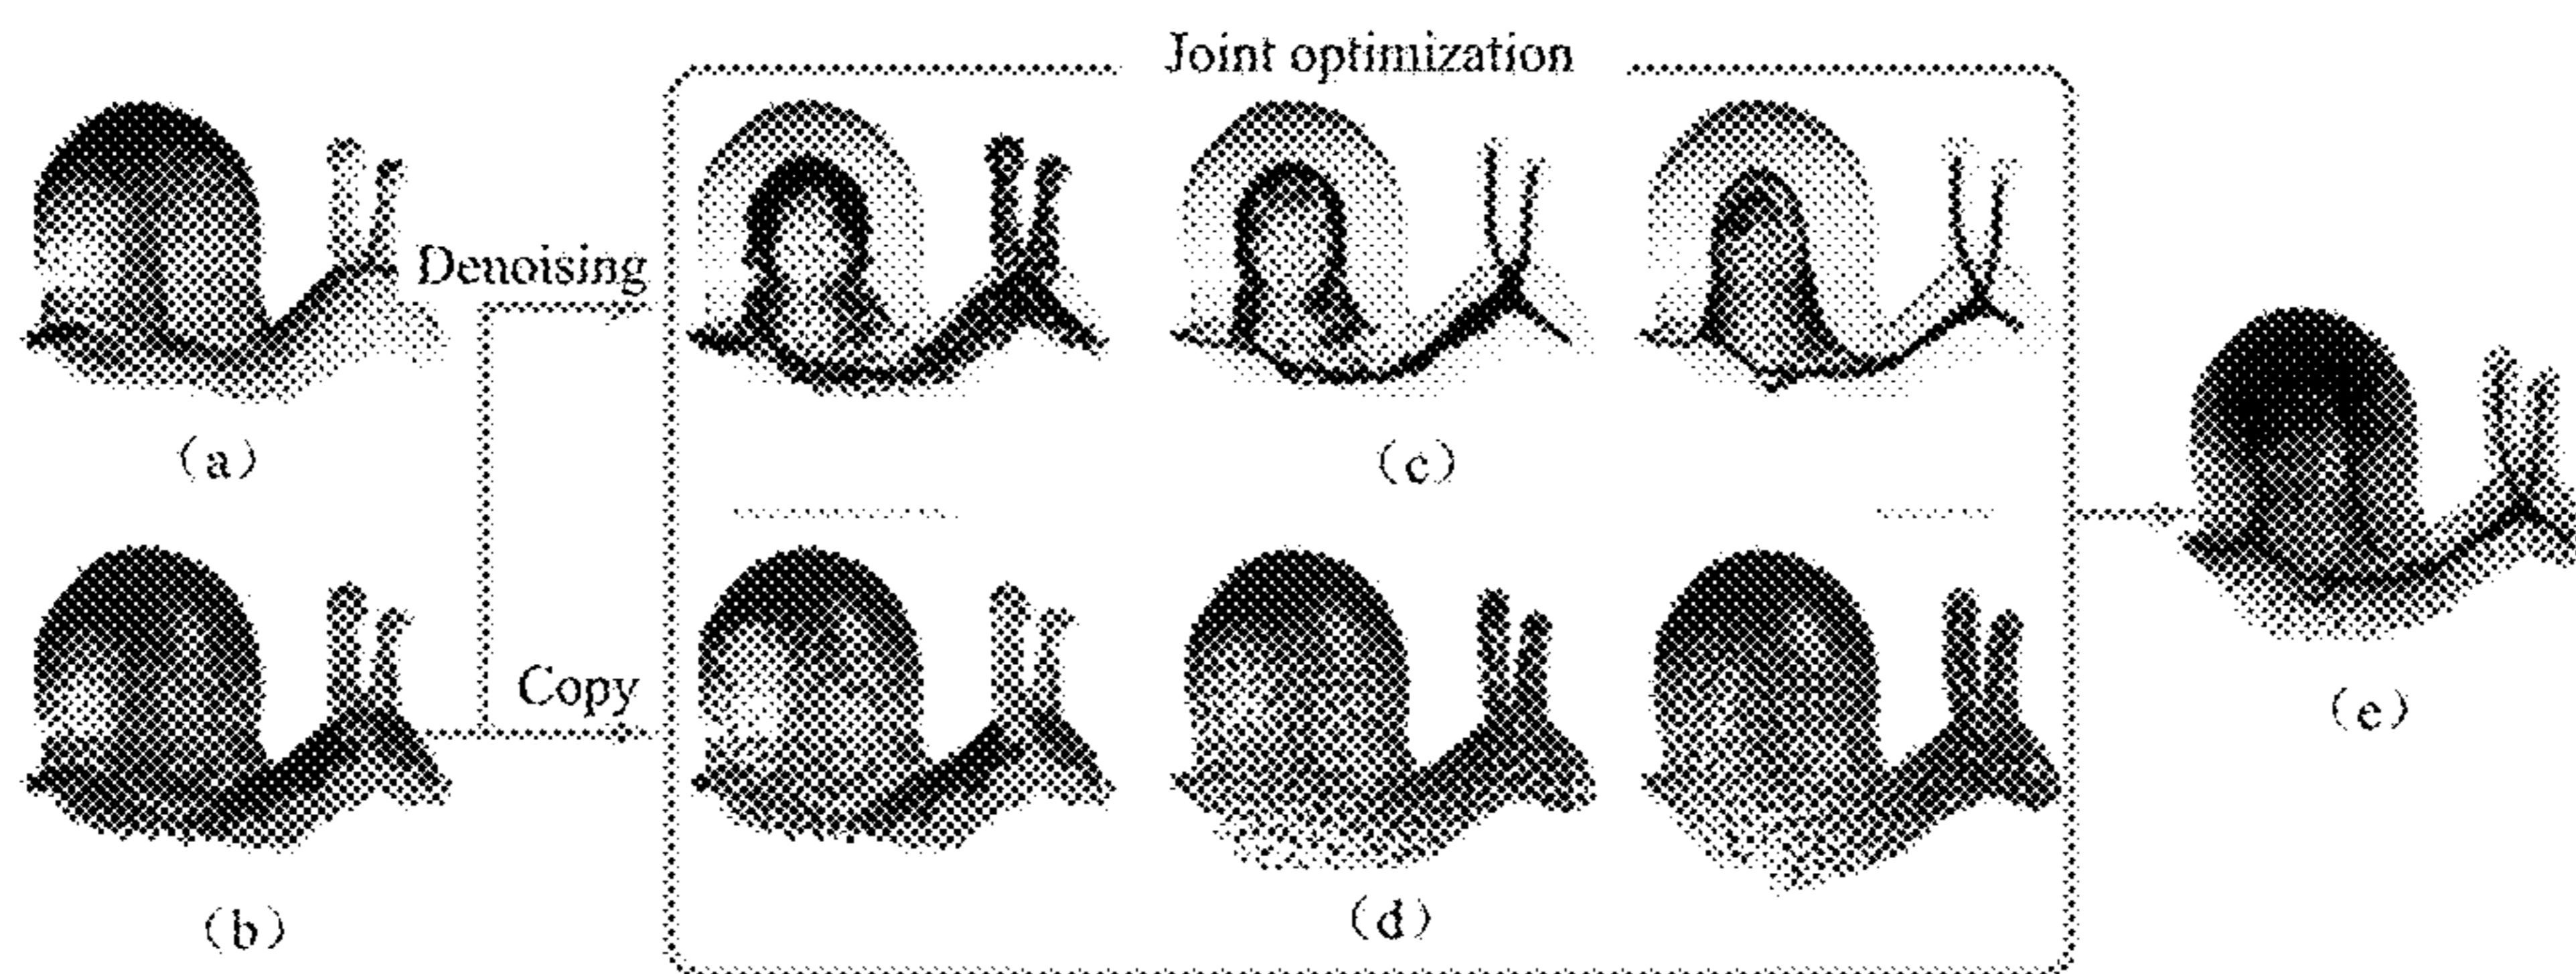 Joint optimization
Denoising
(a)
(c)
Copy
(e)
(b)
(d)